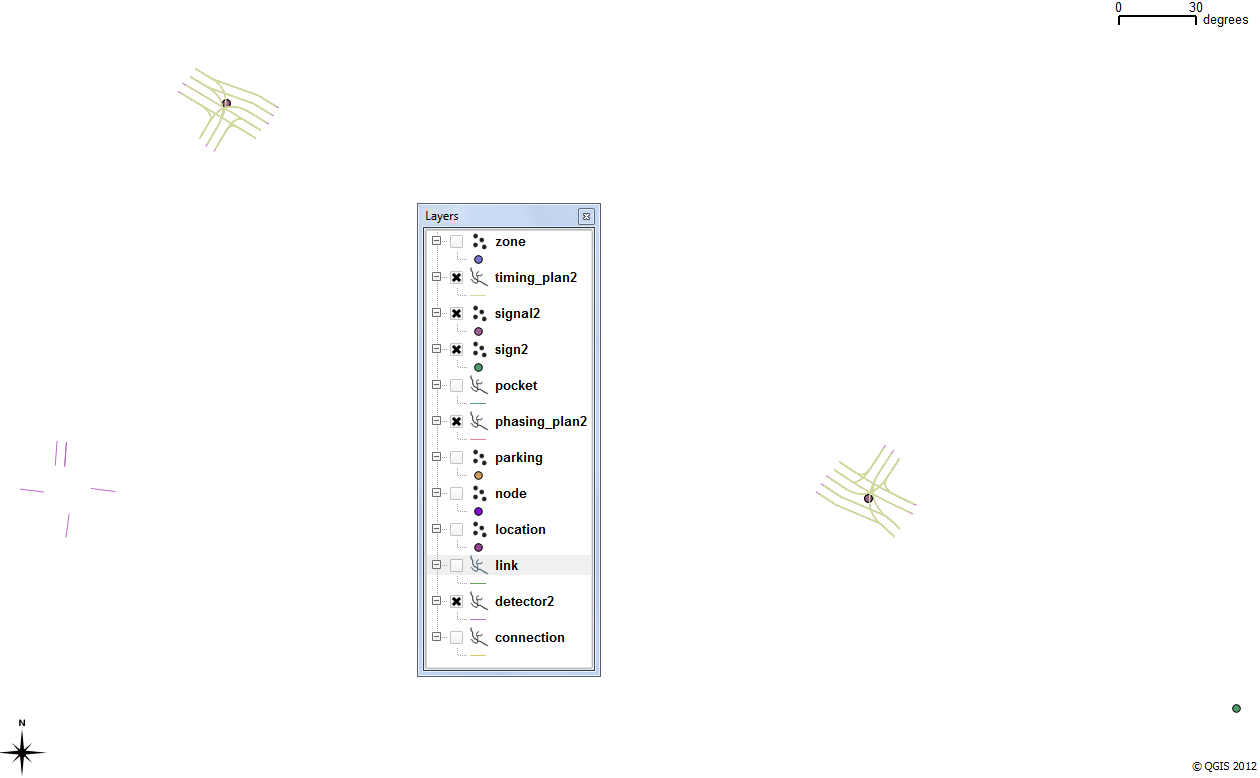 0 30
degrees
Layers
zone
timing_plan2
signal2
sign2
pocket
phasing_plan2
parking
node
location
link
detector2
connection
N
© QGIS 2012